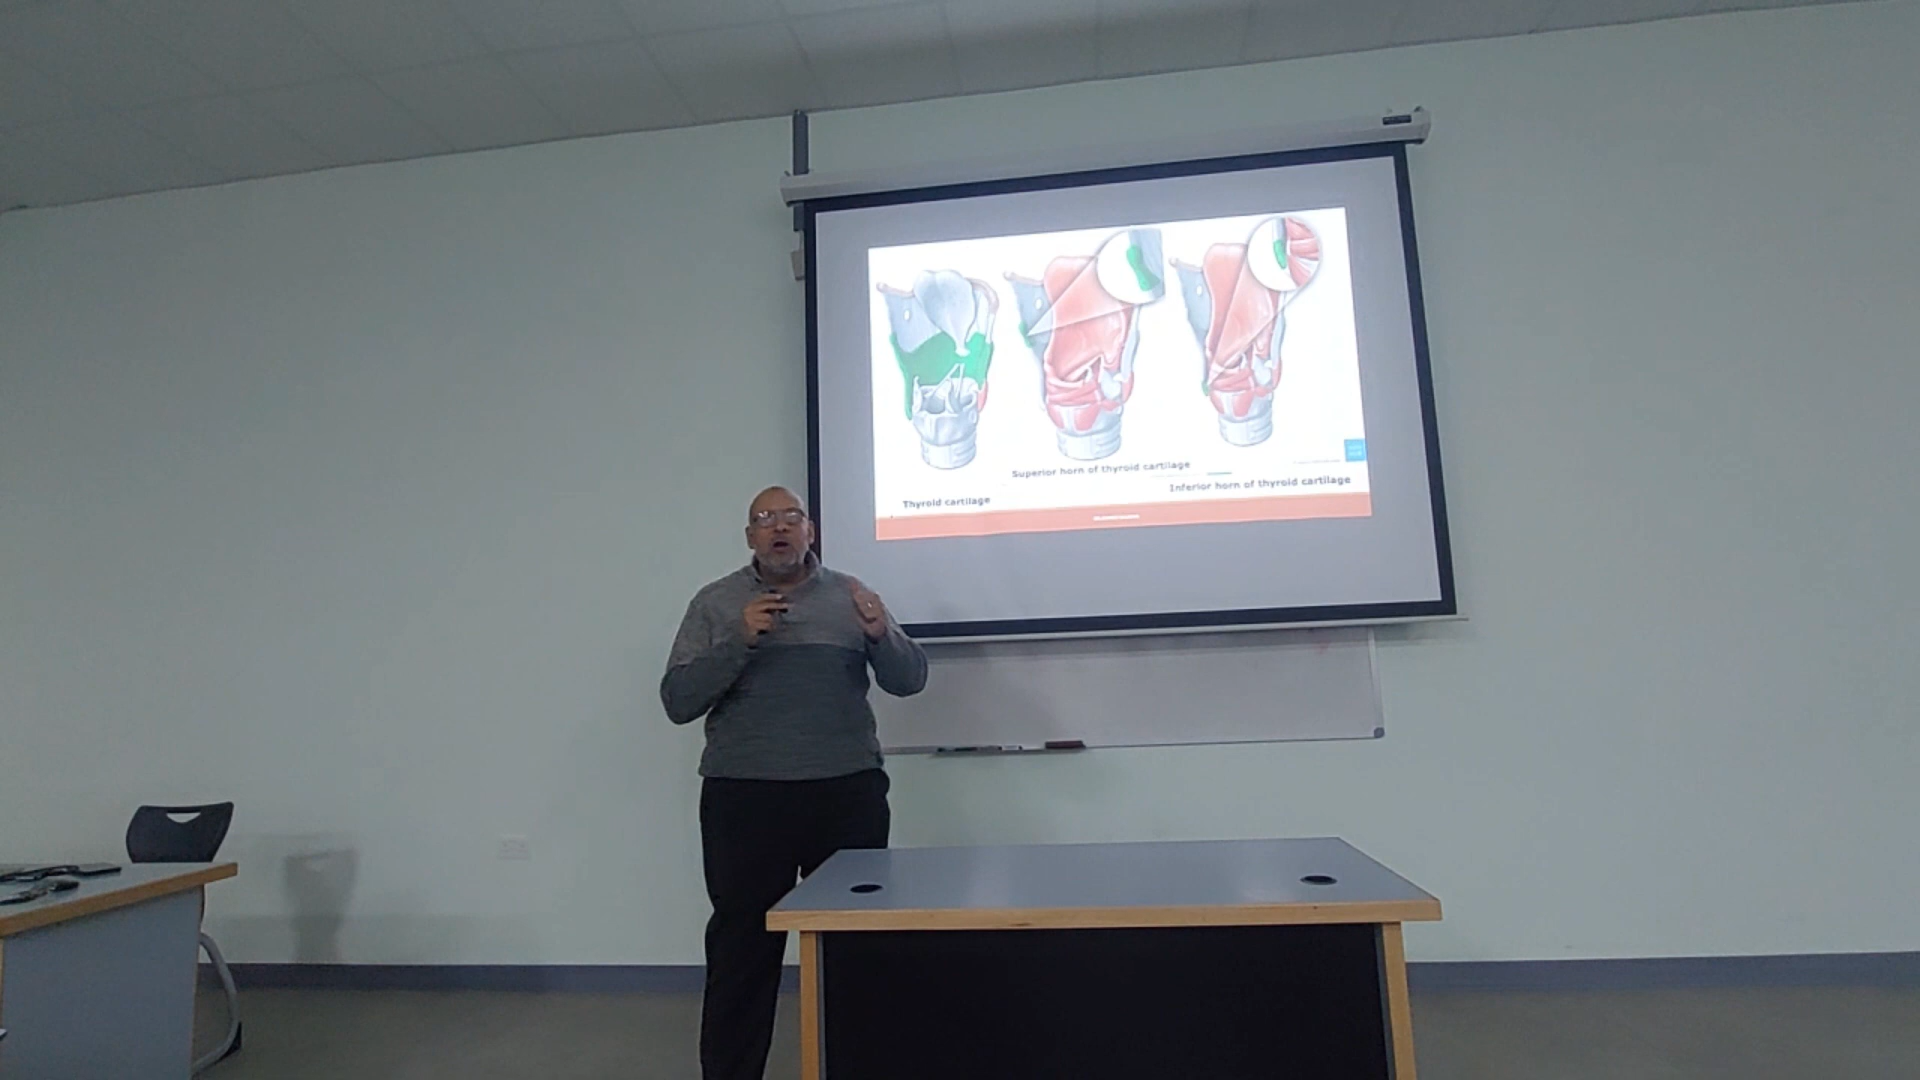 Superior horn of thyroid cartilage
Inferior horn of thyroid cartilage
Thyroid cartilage